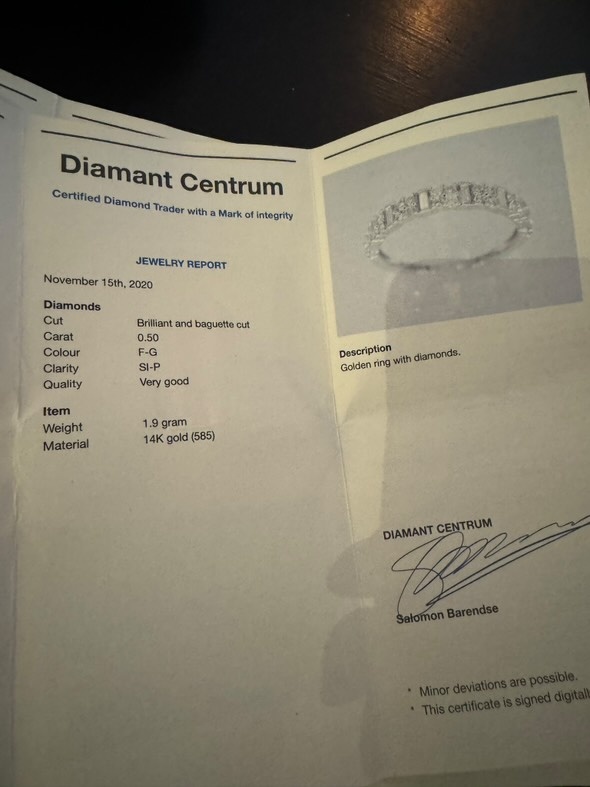 Diamant Centrum
Certified Diamond Trader with a Mark of integrity
JEWELRY REPORT
November 15th, 2020
Diamonds
Cut Brilliant and baguette cut
Carat 0.50
Colour F-G
Clarity SI-P
Quality Very good
Item
Weight 1.9 gram
Material 14K gold (585)
Description
Golden ring with diamonds.
DIAMANT CENTRUM
Salomon Barendse
* Minor deviations are possible.
* This certificate is signed